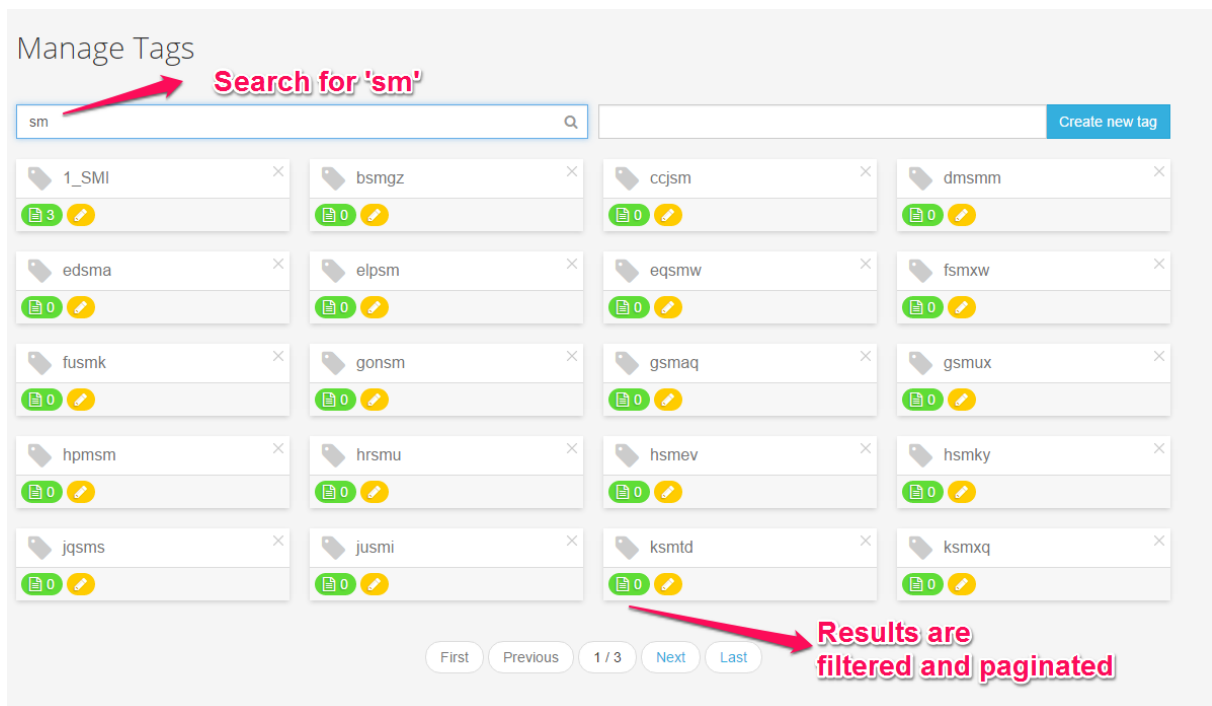 Manage Tags
Search for 'sm'
sm Create new tag
1_SMI bsmgz ccjsm dmsmm
3 0 0 0
edsma elpsm eqsmw fsmxw
0 0 0 0
fusmk gonsm gsmaq gsmux
0 0 0 0
hpmsm hrsmu hsmev hsmky
0 0 0 0
jqsms jusmi ksmtd ksmxq
0 0 0 0
Results are
filtered and paginated
First Previous 1 / 3 Next Last